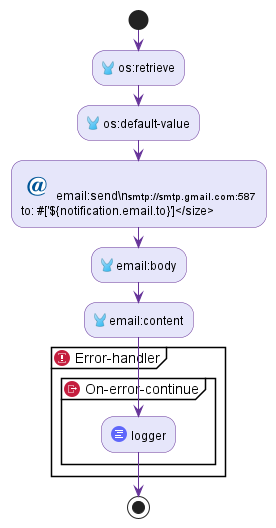 os:retrieve
os:default-value
@ email:send\nsmtp://smtp.gmail.com:587
to: #['${notification.email.to}']</size>
email:body
email:content
Error-handler
On-error-continue
logger